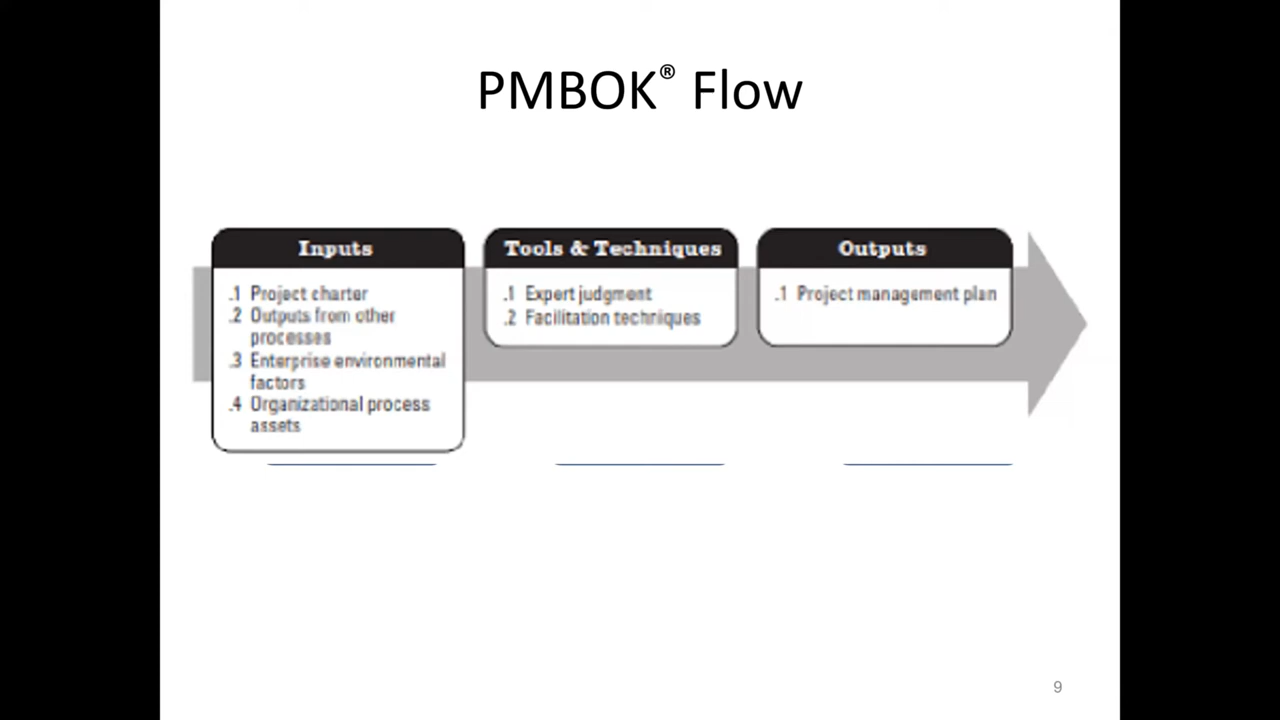 PMBOK® Flow
Inputs
.1 Project charter
.2 Outputs from other
processes
.3 Enterprise environmental
factors
.4 Organizational process
assets
Tools & Techniques
.1 Expert judgment
.2 Facilitation techniques
Outputs
.1 Project management plan
9